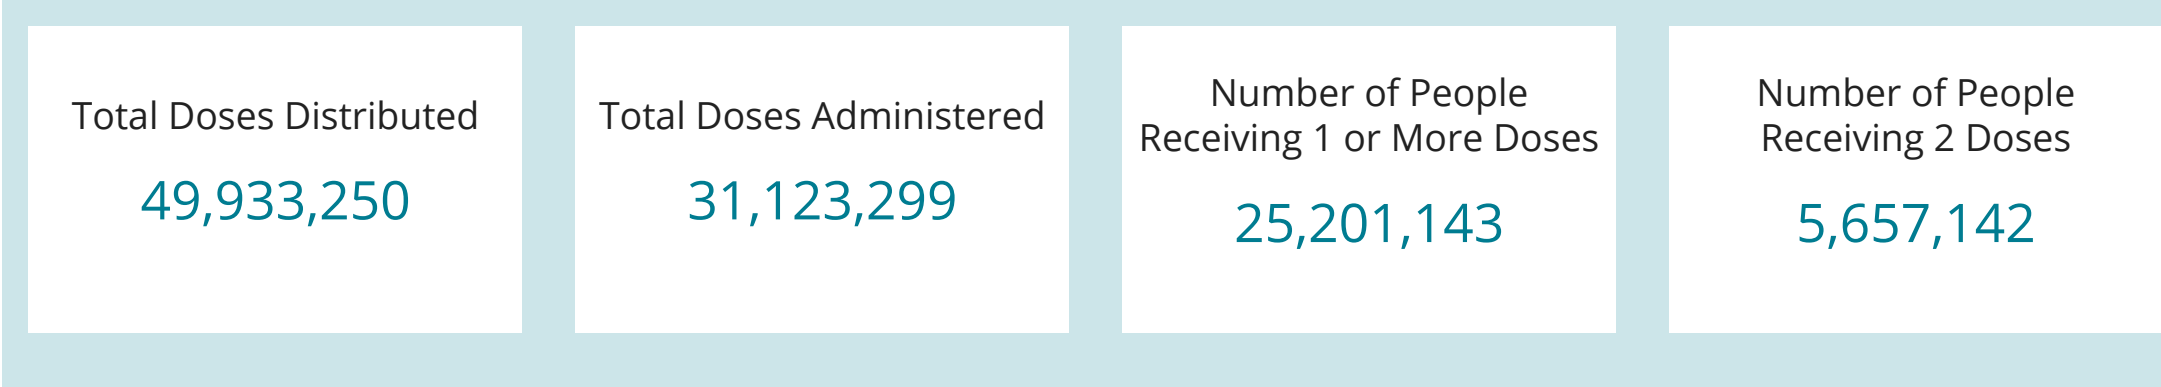 Total Doses Distributed
49,933,250
Total Doses Administered
31,123,299
Number of People
Receiving 1 or More Doses
25,201,143
Number of People
Receiving 2 Doses
5,657,142